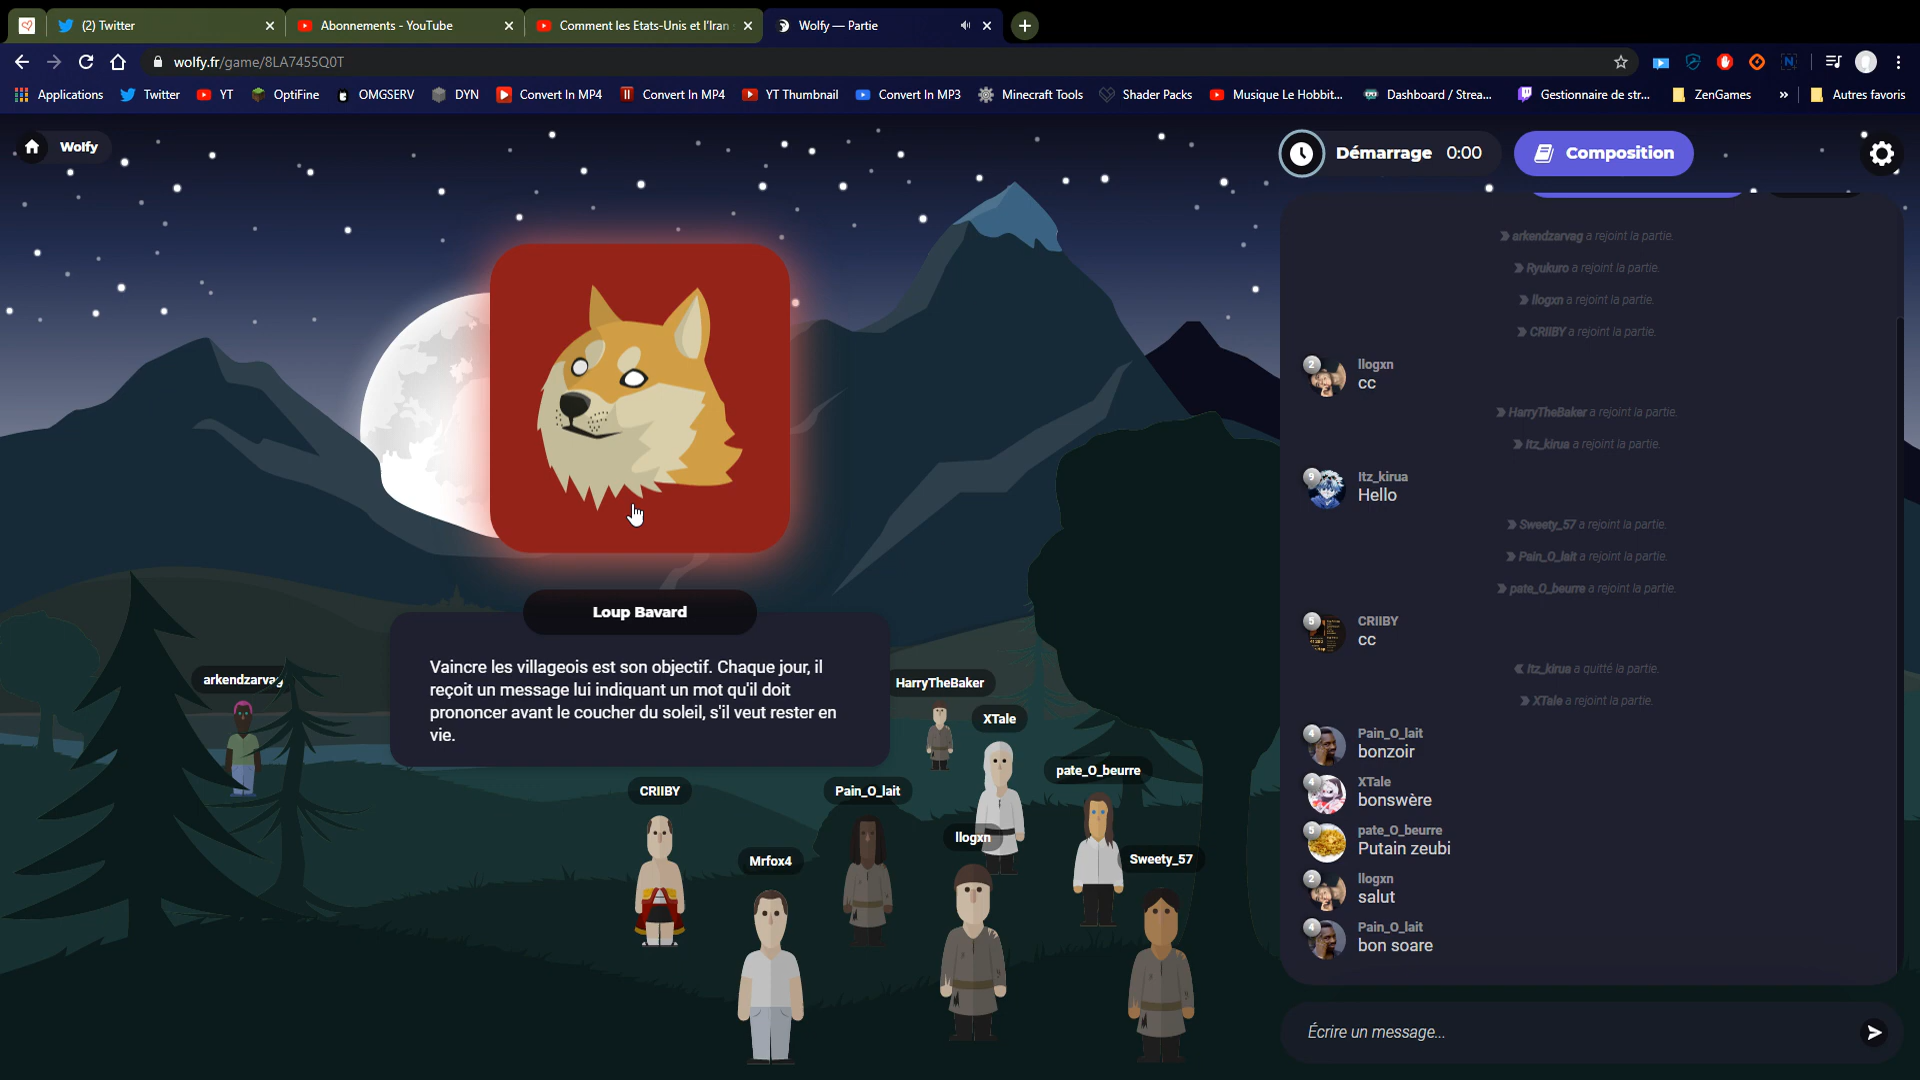 (2) Twitter
Abonnements - YouTube
Comment les Etats-Unis et l'Iran
Wolfy — Partie
wolfy.fr/game/8LA7455Q0T
Applications
Twitter
YT
OptiFine
OMGSERV
DYN
Convert In MP4
Convert In MP4
YT Thumbnail
Convert In MP3
Minecraft Tools
Shader Packs
Musique Le Hobbit...
Dashboard / Strea...
Gestionnaire de str...
ZenGames
»
Autres favoris
Wolfy
Démarrage 0:00
Composition
arkendzarvag a rejoint la partie.
Ryukuro a rejoint la partie.
llogxn a rejoint la partie.
CRIIBY a rejoint la partie.
2
llogxn
cc
HarryTheBaker a rejoint la partie.
Itz_kirua a rejoint la partie.
9
Itz_kirua
Hello
Sweety_57 a rejoint la partie.
Pain_O_lait a rejoint la partie.
pate_O_beurre a rejoint la partie.
5
CRIIBY
cc
Itz_kirua a quitté la partie.
XTale a rejoint la partie.
4
Pain_O_lait
bonzoir
4
XTale
bonswère
5
pate_O_beurre
Putain zeubi
2
llogxn
salut
4
Pain_O_lait
bon soare
Écrire un message...
Loup Bavard
Vaincre les villageois est son objectif. Chaque jour, il
reçoit un message lui indiquant un mot qu'il doit
prononcer avant le coucher du soleil, s'il veut rester en
vie.
arkendzarvag
HarryTheBaker
XTale
pate_O_beurre
CRIIBY
Pain_O_lait
llogxn
Mrfox4
Sweety_57